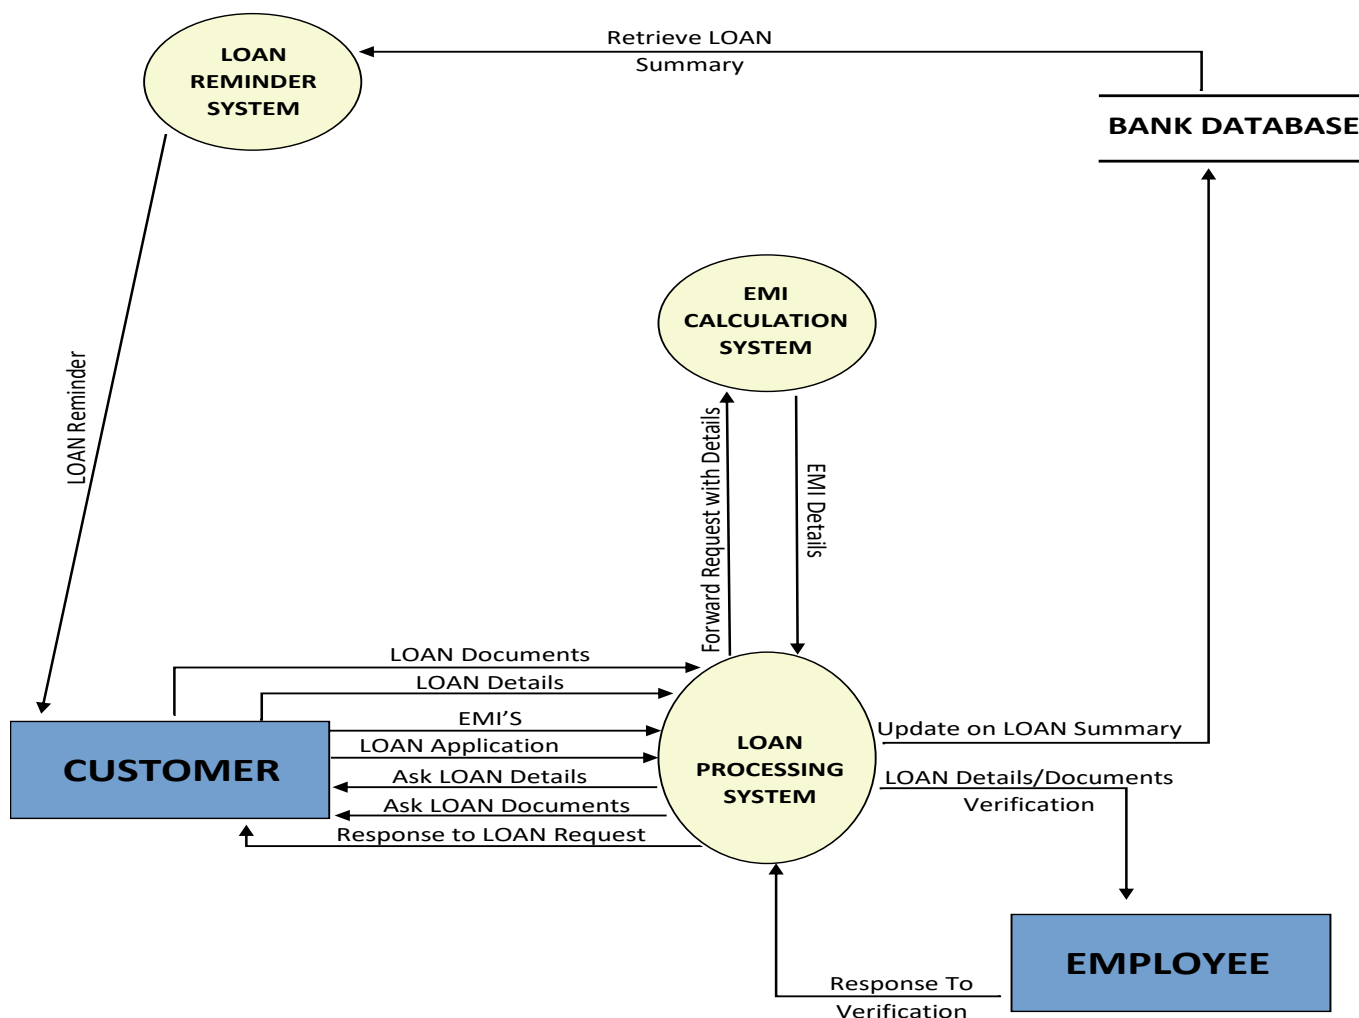 Retrieve LOAN
Summary
LOAN
REMINDER
SYSTEM
BANK DATABASE
EMI
CALCULATION
SYSTEM
LOAN Reminder
Forward Request with Details
EMI Details
LOAN Documents
LOAN Details
EMI’S
LOAN Application
Ask LOAN Details
Ask LOAN Documents
Response to LOAN Request
CUSTOMER
LOAN
PROCESSING
SYSTEM
Update on LOAN Summary
LOAN Details/Documents
Verification
EMPLOYEE
Response To
Verification